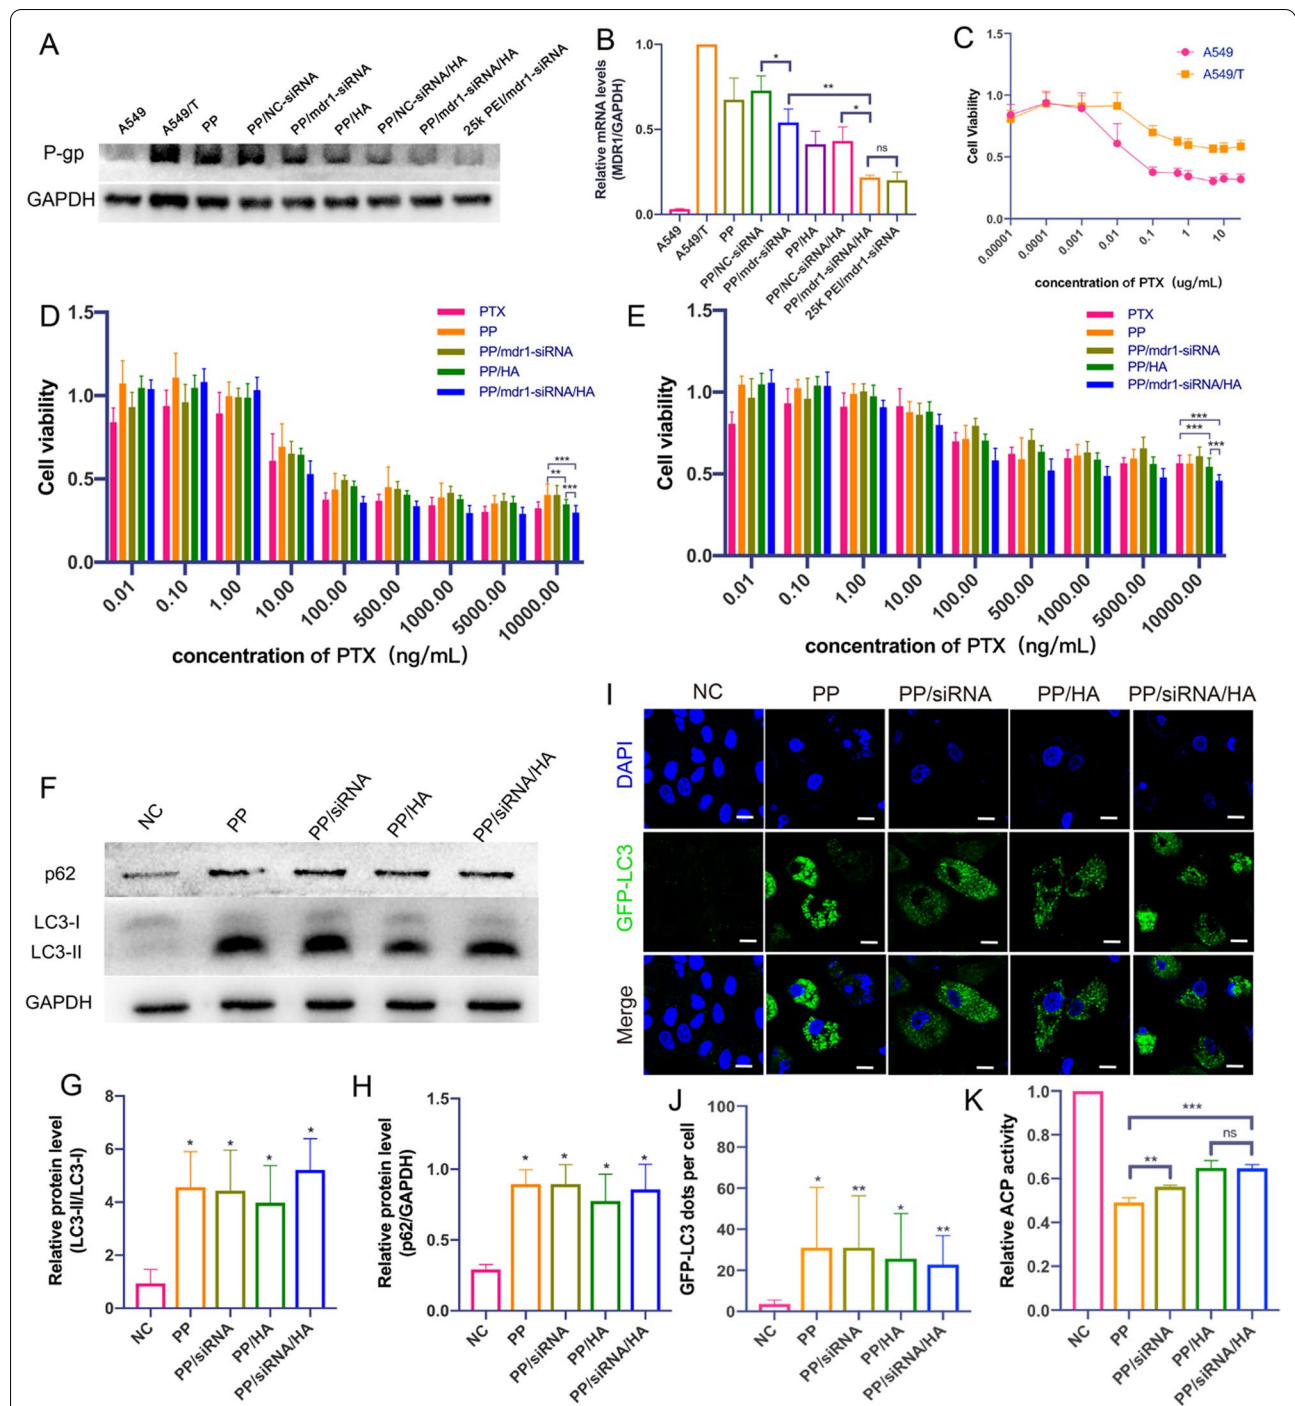 A
A549
A549/T
PP
PP/NC-siRNA
PP/mdr1-siRNA
PP/HA
PP/NC-siRNA/HA
PP/mdr1-siRNA/HA
25k PEI/mdr1-siRNA
P-gp
GAPDH
B
Relative mRNA levels
(MDR1/GAPDH)
1.0
0.5
0.0
*
**
*
ns
A549
A549/T
PP
PP/NC-siRNA
PP/mdr-siRNA
PP/HA
PP/NC-siRNA/HA
PP/mdr1-siRNA/HA
25K PEI/mdr1-siRNA
C
Cell Viability
1.5
1.0
0.5
0.0
A549
A549/T
0.00001
0.0001
0.001
0.01
0.1
1
10
concentration of PTX (ug/mL)
D
Cell viability
1.5
1.0
0.5
0.0
PTX
PP
PP/mdr1-siRNA
PP/HA
PP/mdr1-siRNA/HA
***
**
***
0.01
0.10
1.00
10.00
100.00
500.00
1000.00
5000.00
10000.00
concentration of PTX (ng/mL)
E
Cell viability
1.5
1.0
0.5
0.0
PTX
PP
PP/mdr1-siRNA
PP/HA
PP/mdr1-siRNA/HA
***
***
***
0.01
0.10
1.00
10.00
100.00
500.00
1000.00
5000.00
10000.00
concentration of PTX (ng/mL)
F
NC
PP
PP/siRNA
PP/HA
PP/siRNA/HA
p62
LC3-I
LC3-II
GAPDH
I
NC
PP
PP/siRNA
PP/HA
PP/siRNA/HA
DAPI
GFP-LC3
Merge
G
Relative protein level
(LC3-II/LC3-I)
8
6
4
2
0
*
*
*
*
NC
PP
PP/siRNA
PP/HA
PP/siRNA/HA
H
Relative protein level
(p62/GAPDH)
1.5
1.0
0.5
0.0
*
*
*
*
NC
PP
PP/siRNA
PP/HA
PP/siRNA/HA
J
GFP-LC3 dots per cell
100
80
60
40
20
0
*
**
*
**
NC
PP
PP/siRNA
PP/HA
PP/siRNA/HA
K
Relative ACP activity
1.0
0.8
0.6
0.4
0.2
0.0
***
**
ns
NC
PP
PP/siRNA
PP/HA
PP/siRNA/HA